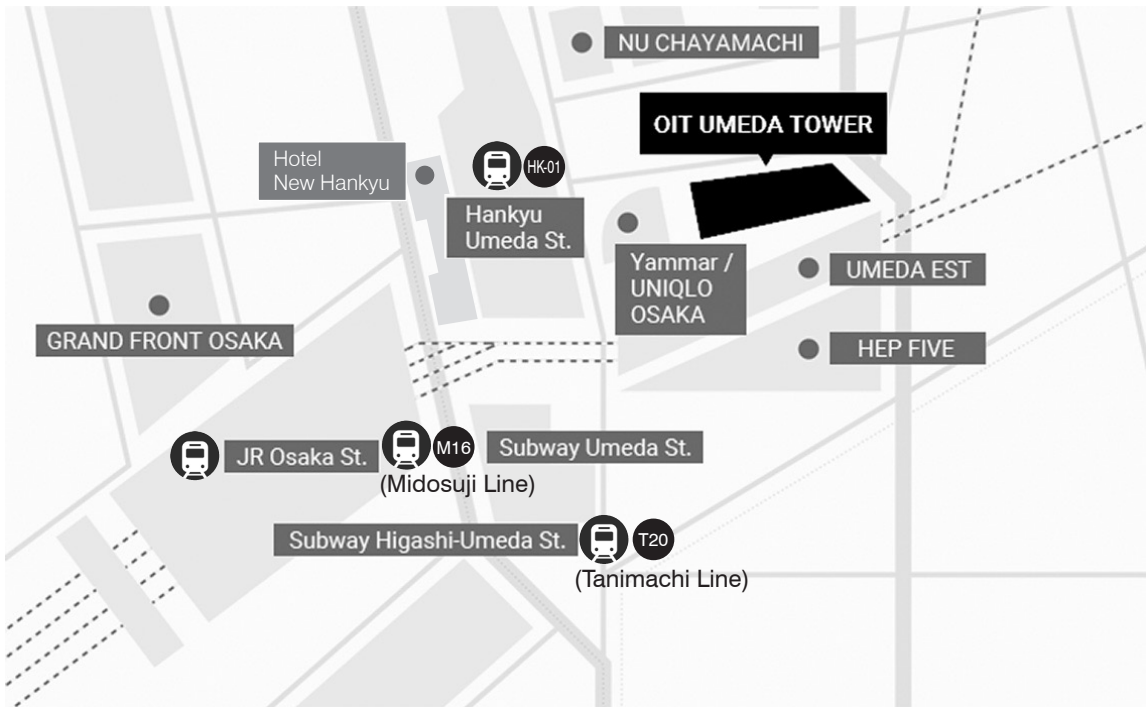 NU CHAYAMACHI
OIT UMEDA TOWER
Hotel
New Hankyu
HK-01
Hankyu
Umeda St.
Yammar /
UNIQLO
OSAKA
UMEDA EST
GRAND FRONT OSAKA
HEP FIVE
JR Osaka St.
M16
Subway Umeda St.
(Midosuji Line)
Subway Higashi-Umeda St.
T20
(Tanimachi Line)